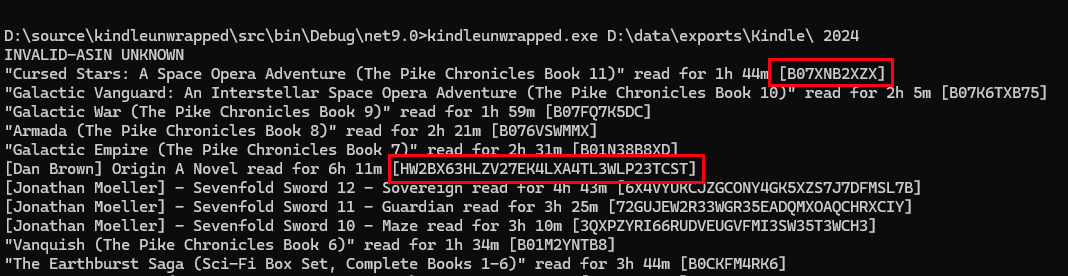 D:\source\kindleunwrapped\src\bin\Debug\net9.0>kindleunwrapped.exe D:\data\exports\Kindle\ 2024
INVALID-ASIN UNKNOWN
"Cursed Stars: A Space Opera Adventure (The Pike Chronicles Book 11)" read for 1h 44m [B07XNB2XZX]
"Galactic Vanguard: An Interstellar Space Opera Adventure (The Pike Chronicles Book 10)" read for 2h 5m [B07K6TXB75]
"Galactic War (The Pike Chronicles Book 9)" read for 1h 59m [B07FQ7K5DC]
"Armada (The Pike Chronicles Book 8)" read for 2h 21m [B076VSWMMX]
"Galactic Empire (The Pike Chronicles Book 7)" read for 2h 31m [B01N38B8XD]
[Dan Brown] Origin A Novel read for 6h 11m [HW2BX63HLZV27EK4LXA4TL3WLP23TCST]
[Jonathan Moeller] - Sevenfold Sword 12 - Sovereign read for 4h 43m [6X4VYUKCJZGCONY4GK5XZS7J7DFMSL7B]
[Jonathan Moeller] - Sevenfold Sword 11 - Guardian read for 3h 25m [72GUJEW2R33WGR35EADQMXOAQCHRXCIY]
[Jonathan Moeller] - Sevenfold Sword 10 - Maze read for 3h 10m [3QXPZYRI66RUDVEUGVFMI3SW35T3WCH3]
"Vanquish (The Pike Chronicles Book 6)" read for 1h 34m [B01M2YNTB8]
"The Earthburst Saga (Sci-Fi Box Set, Complete Books 1-6)" read for 3h 44m [B0CKFM4RK6]